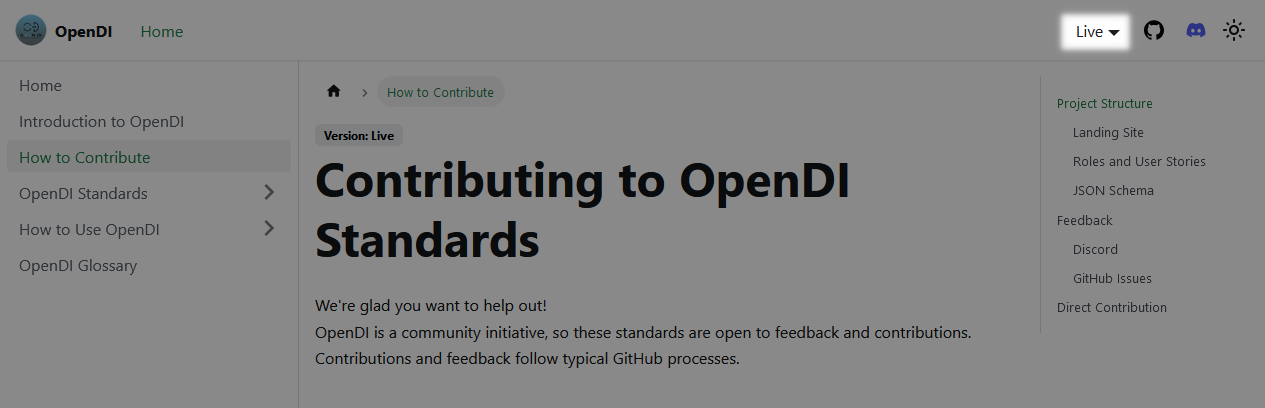 OpenDI
Home
Live
Home
Introduction to OpenDI
How to Contribute
OpenDI Standards
How to Use OpenDI
OpenDI Glossary
How to Contribute
Version: Live
Contributing to OpenDI
Standards
We're glad you want to help out!
OpenDI is a community initiative, so these standards are open to feedback and contributions.
Contributions and feedback follow typical GitHub processes.
Project Structure
Landing Site
Roles and User Stories
JSON Schema
Feedback
Discord
GitHub Issues
Direct Contribution